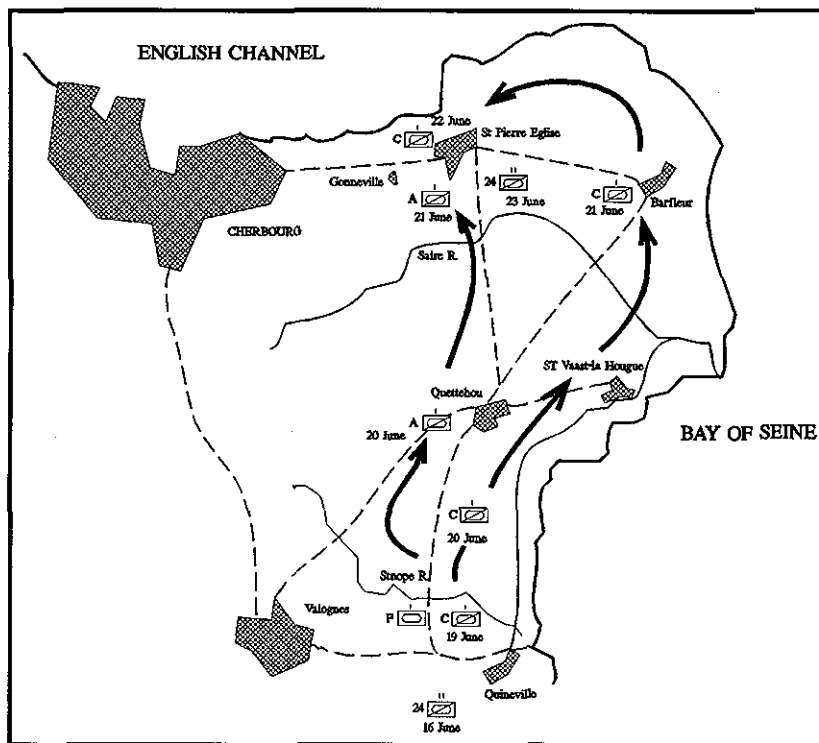 ENGLISH CHANNEL
22 June
C
St Pierre Eglise
Gonneville
A
21 June
24
23 June
C
21 June
Barfleur
CHERBOURG
Saire R.
ST. Vaast-la Hougue
Quettehou
A
20 June
BAY OF SEINE
C
20 June
Sinope R.
Valognes
F
C
19 June
Quineville
24
16 June